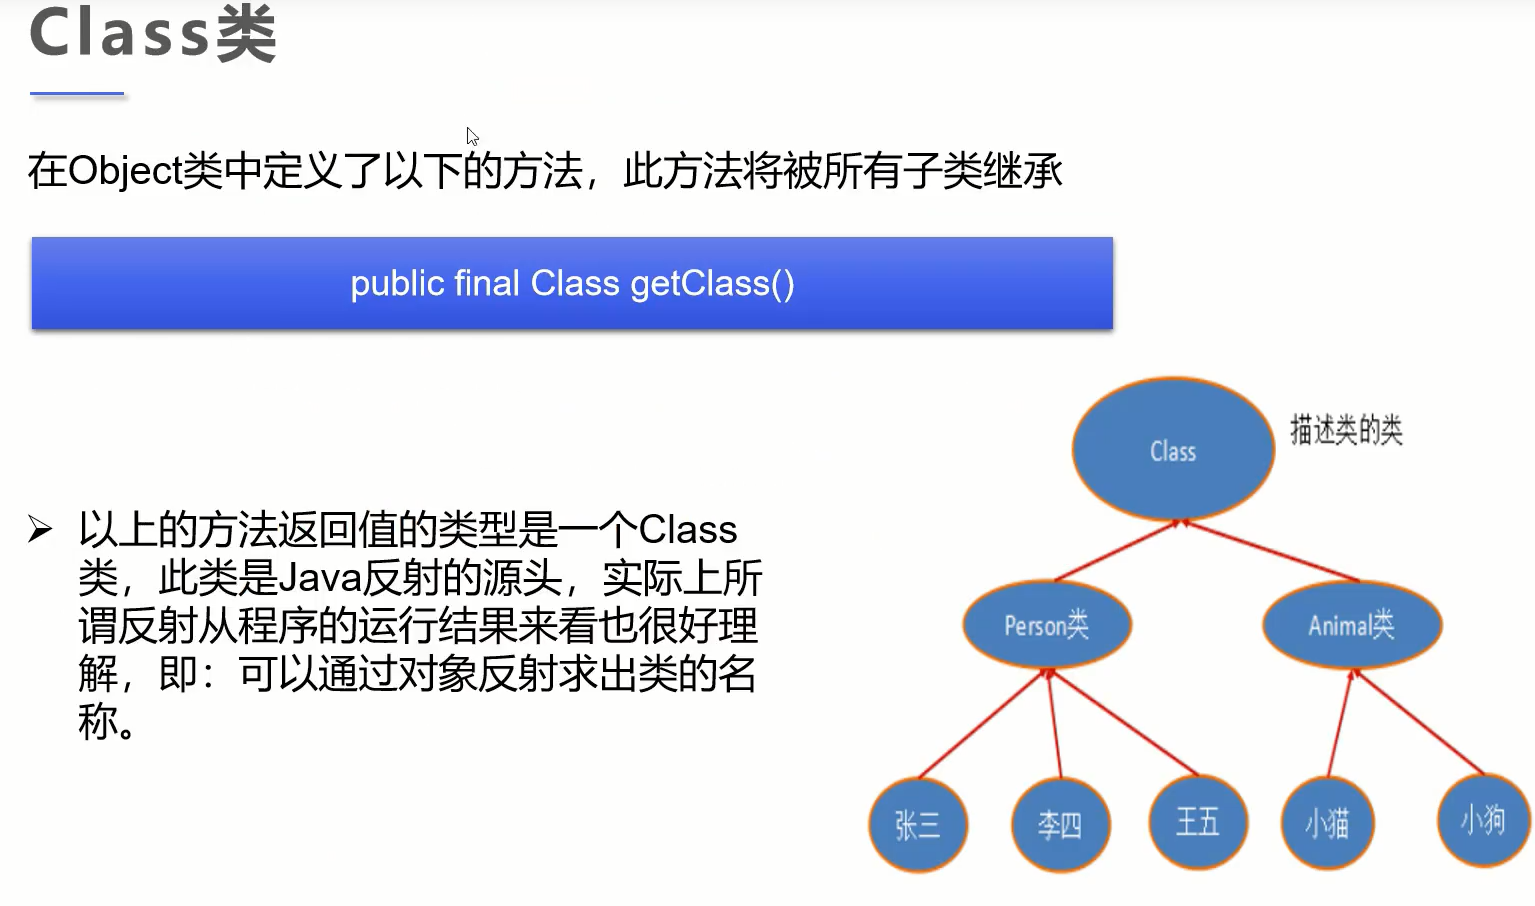 Class类
在Object类中定义了以下的方法，此方法将被所有子类继承
public final Class getClass()
Class
描述类的类
➢ 以上的方法返回值的类型是一个Class
类，此类是Java反射的源头，实际上所
谓反射从程序的运行结果来看也很好理
解，即：可以通过对象反射求出类的名
称。
Person类
Animal类
张三
李四
王五
小猫
小狗